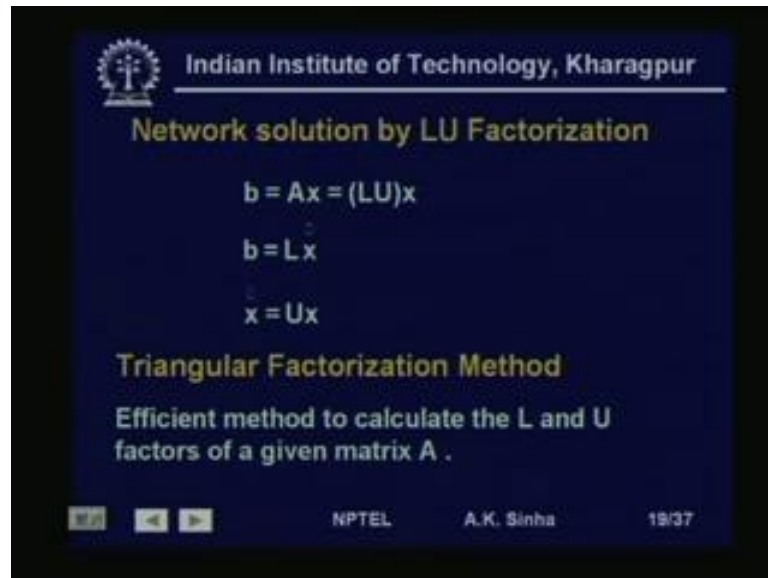 Indian Institute of Technology, Kharagpur
Network solution by LU Factorization
b = Ax = (LU)x
b = L x̂
x̂ = Ux
Triangular Factorization Method
Efficient method to calculate the L and U
factors of a given matrix A .
NPTEL A.K. Sinha 19/37